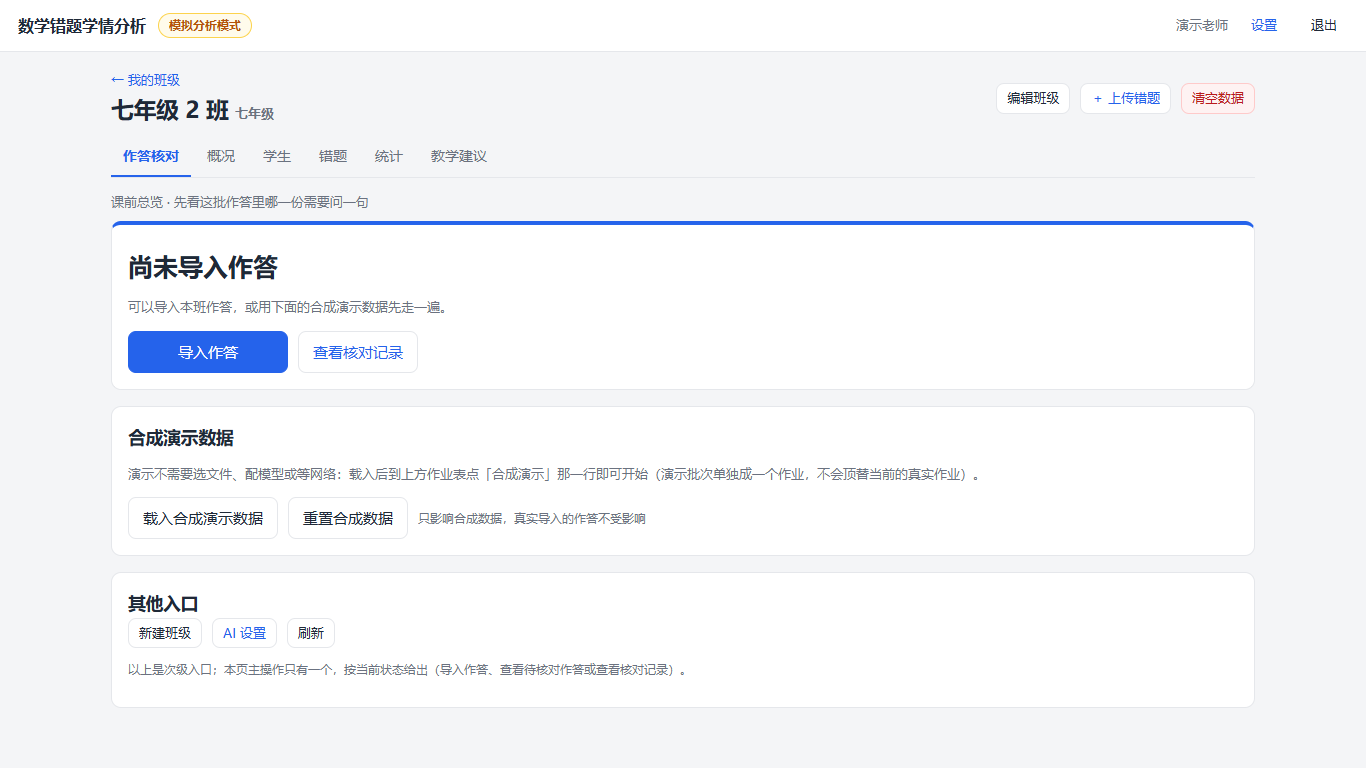 数学错题学情分析 模拟分析模式 演示老师 设置 退出
← 我的班级
七年级 2 班 七年级
编辑班级 + 上传错题 清空数据
作答核对 概况 学生 错题 统计 教学建议
课前总览 · 先看这批作答里哪一份需要问一句
尚未导入作答
可以导入本班作答，或用下面的合成演示数据先走一遍。
导入作答 查看核对记录
合成演示数据
演示不需要选文件、配模型或等网络：载入后到上方作业表点「合成演示」那一行即可开始（演示批次单独成一个作业，不会顶替当前的真实作业）。
载入合成演示数据 重置合成数据 只影响合成数据，真实导入的作答不受影响
其他入口
新建班级 AI 设置 刷新
以上是次级入口；本页主操作只有一个，按当前状态给出（导入作答、查看待核对作答或查看核对记录）。